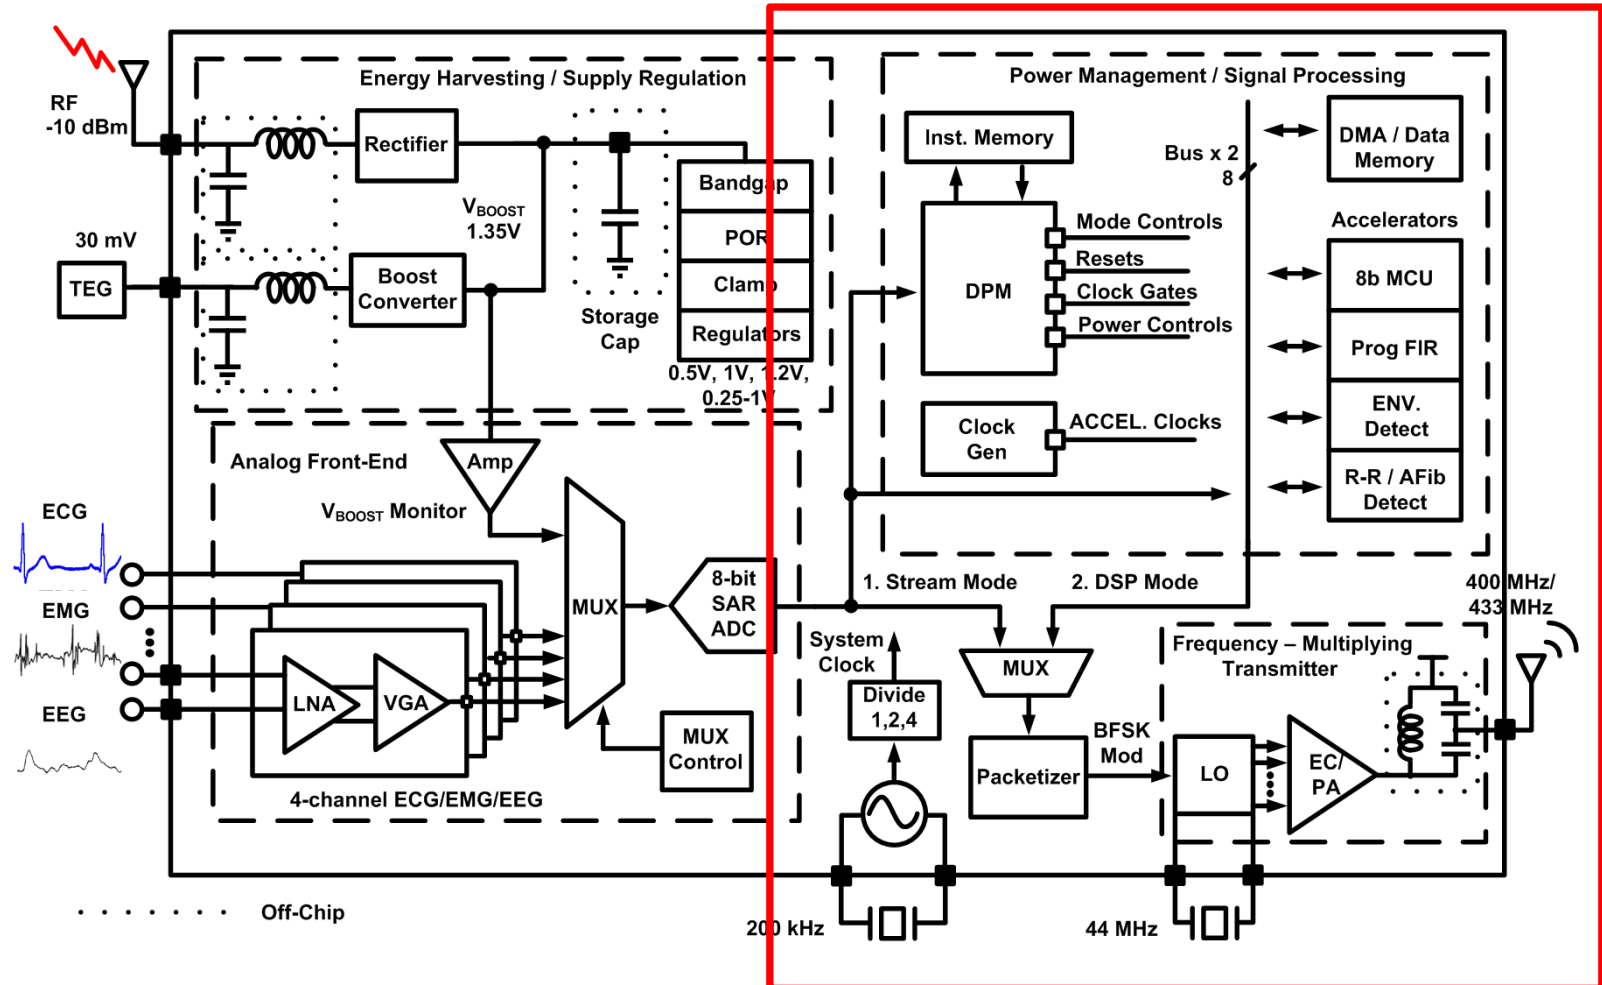 Energy Harvesting / Supply Regulation
RF
-10 dBm
Rectifier
VBOOST
1.35V
30 mV
TEG
Boost
Converter
Storage
Cap
Bandgap
POR
Clamp
Regulators
0.5V, 1V, 1.2V,
0.25-1V
Power Management / Signal Processing
Inst. Memory
Bus x 2
8
DMA / Data
Memory
Accelerators
DPM
Mode Controls
Resets
Clock Gates
Power Controls
8b MCU
Prog FIR
ENV.
Detect
R-R / AFib
Detect
Clock
Gen
ACCEL. Clocks
Analog Front-End
Amp
VBOOST Monitor
ECG
EMG
EEG
LNA
VGA
MUX
8-bit
SAR
ADC
MUX
Control
4-channel ECG/EMG/EEG
1. Stream Mode
2. DSP Mode
System
Clock
Divide
1,2,4
MUX
Packetizer
BFSK
Mod
400 MHz/
433 MHz
Frequency – Multiplying
Transmitter
LO
EC/
PA
200 kHz
44 MHz
Off-Chip